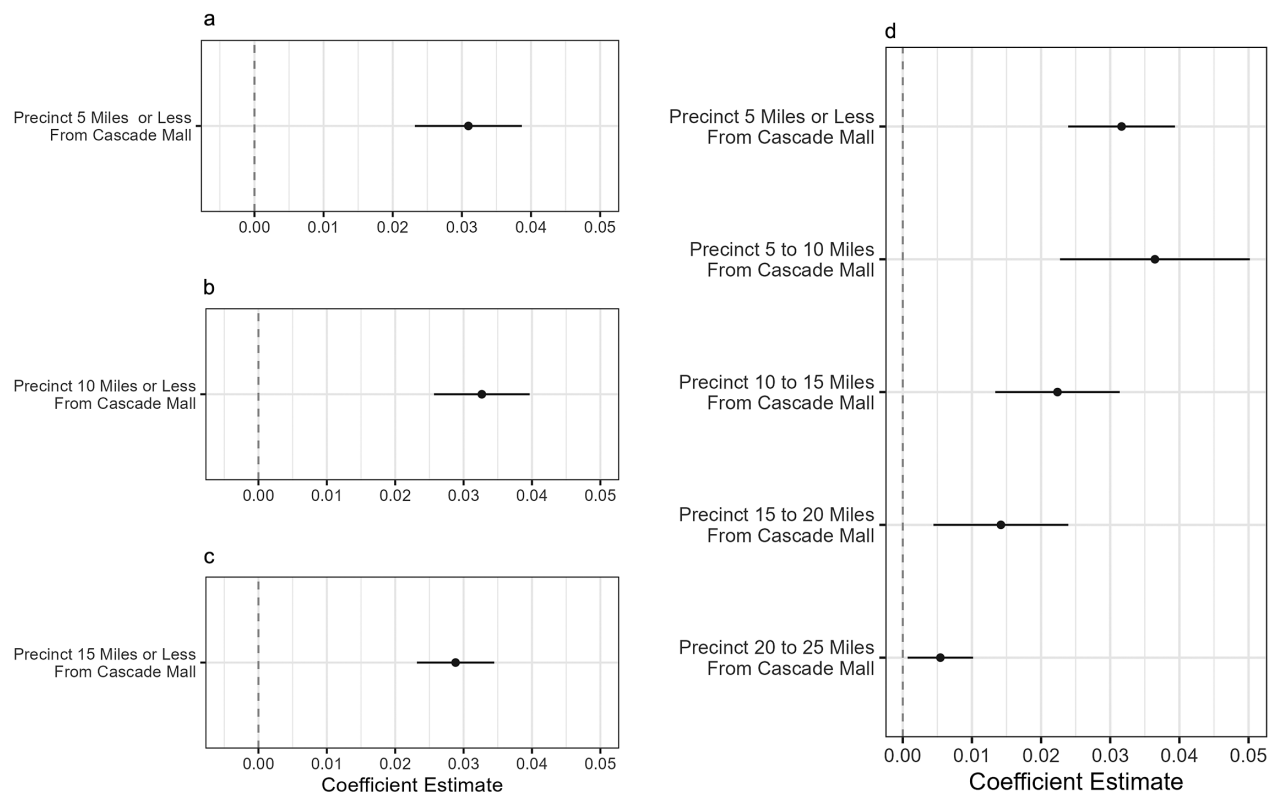 a
Precinct 5 Miles  or Less
From Cascade Mall
0.00 0.01 0.02 0.03 0.04 0.05
b
Precinct 10 Miles or Less
From Cascade Mall
0.00 0.01 0.02 0.03 0.04 0.05
c
Precinct 15 Miles or Less
From Cascade Mall
0.00 0.01 0.02 0.03 0.04 0.05
Coefficient Estimate
d
Precinct 5 Miles or Less
From Cascade Mall
Precinct 5 to 10 Miles
From Cascade Mall
Precinct 10 to 15 Miles
From Cascade Mall
Precinct 15 to 20 Miles
From Cascade Mall
Precinct 20 to 25 Miles
From Cascade Mall
0.00 0.01 0.02 0.03 0.04 0.05
Coefficient Estimate